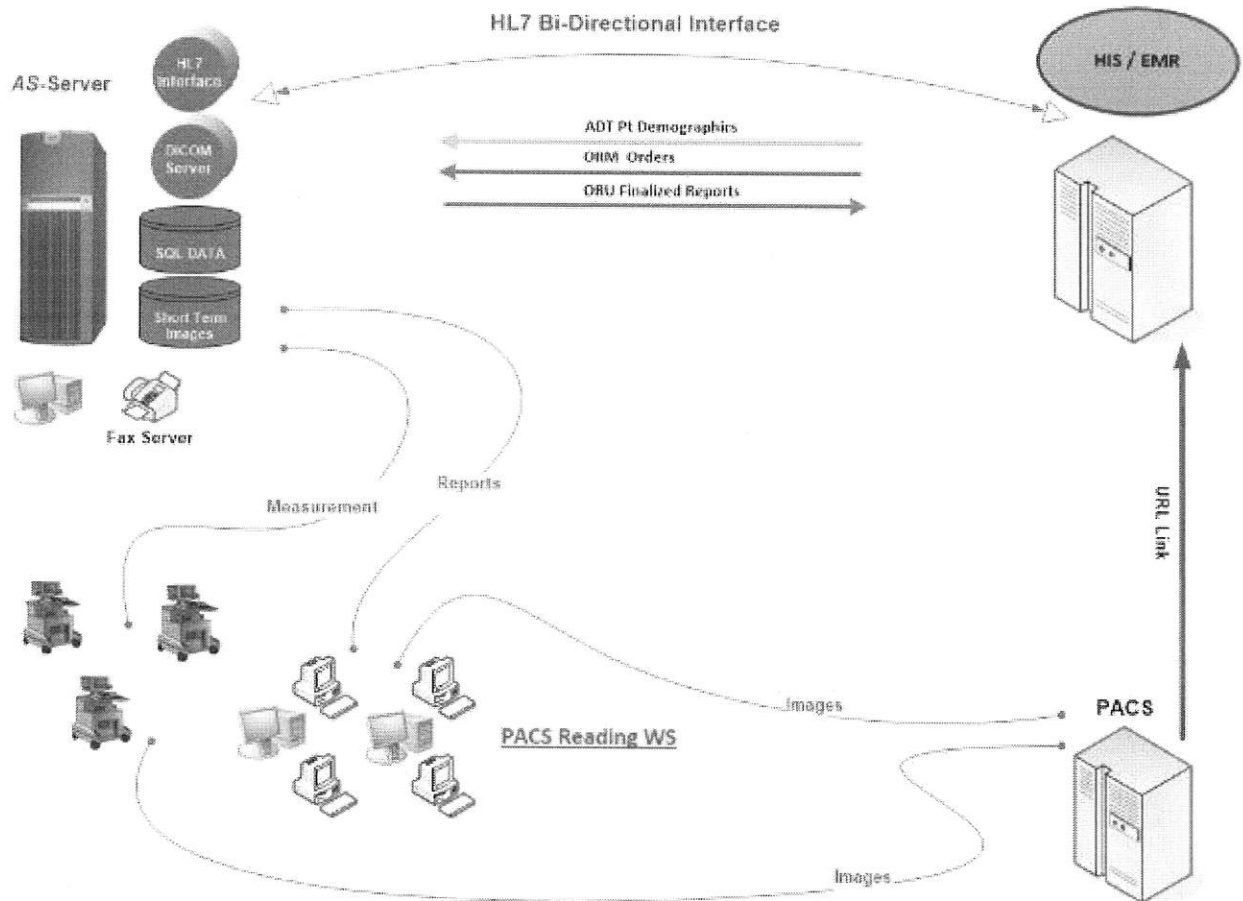 HL7 Bi-Directional Interface
AS-Server
HL7
Interface
HIS / EMR
ADT Pt Demographics
DICOM
Server
ORM Orders
ORU Finalized Reports
SQL DATA
Short Term
Images
Fax Server
Reports
Measurement
URL Link
Images
PACS
PACS Reading WS
Images